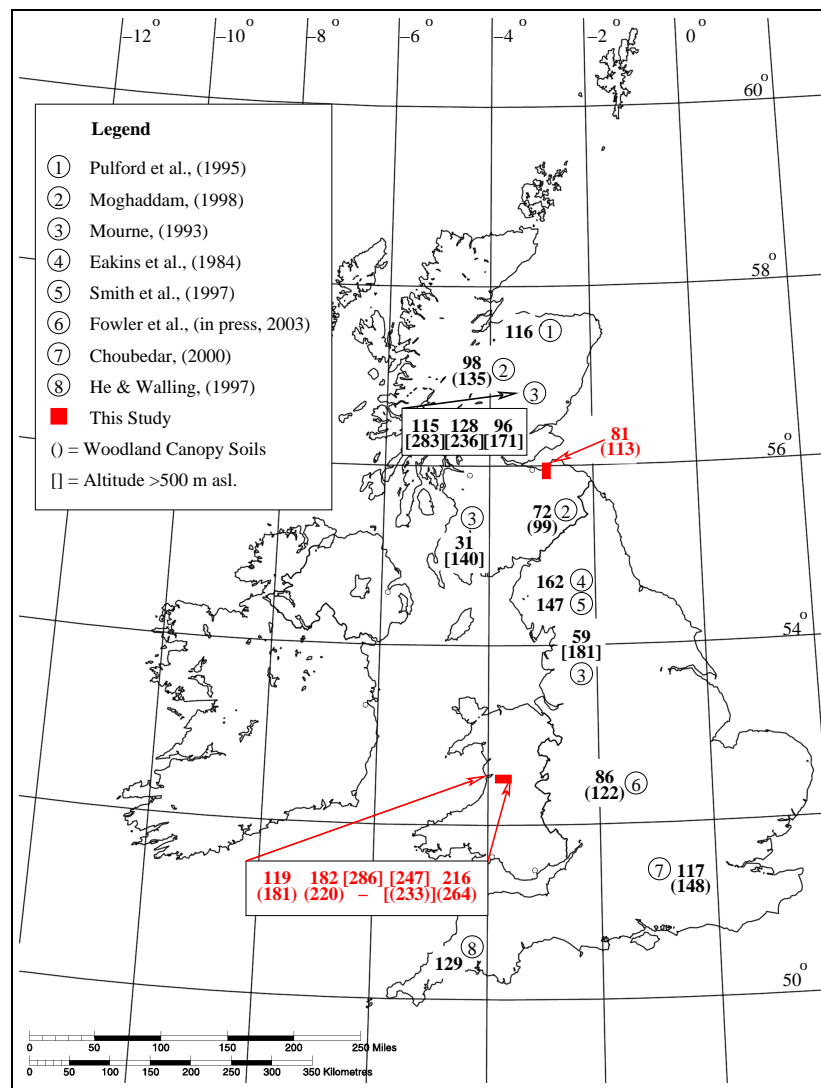 −12° −10° −8° −6° −4° −2° 0°
60°
Legend
1 Pulford et al., (1995)
2 Moghaddam, (1998)
3 Mourne, (1993)
4 Eakins et al., (1984)
5 Smith et al., (1997)
6 Fowler et al., (in press, 2003)
7 Choubedar, (2000)
8 He & Walling, (1997)
This Study
() = Woodland Canopy Soils
[] = Altitude >500 m asl.
58°
116 1
98 2
(135)
3
115 128 96
[283] [236] [171]
81
(113)
56°
72 2
(99)
3
31
[140]
162 4
147 5
54°
59
[181]
3
86
(122) 6
52°
7 117
(148)
119 182 [286] [247] 216
(181) (220) – [(233)] (264)
8
129
50°
0 50 100 150 200 250 Miles
0 50 100 150 200 250 300 350 Kilometres